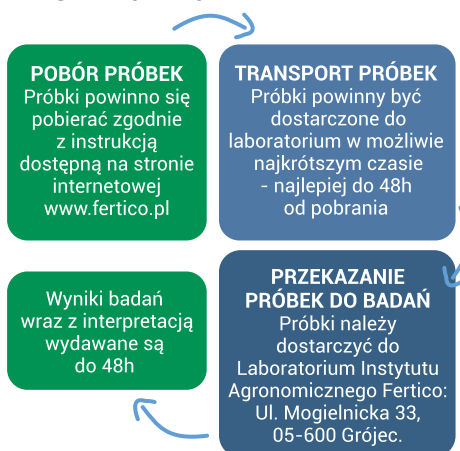 POBÓR PRÓBEK
Próbki powinno się
pobierać zgodnie
z instrukcją
dostępną na stronie
internetowej
www.fertico.pl
TRANSPORT PRÓBEK
Próbki powinny być
dostarczone do
laboratorium w możliwie
najkrótszym czasie
- najlepiej do 48h
od pobrania
PRZEKAZANIE
PRÓBEK DO BADAŃ
Próbki należy
dostarczyć do
Laboratorium Instytutu
Agronomicznego Fertico:
Ul. Mogielnicka 33,
05-600 Grójec.
Wyniki badań
wraz z interpretacją
wydawane są
do 48h